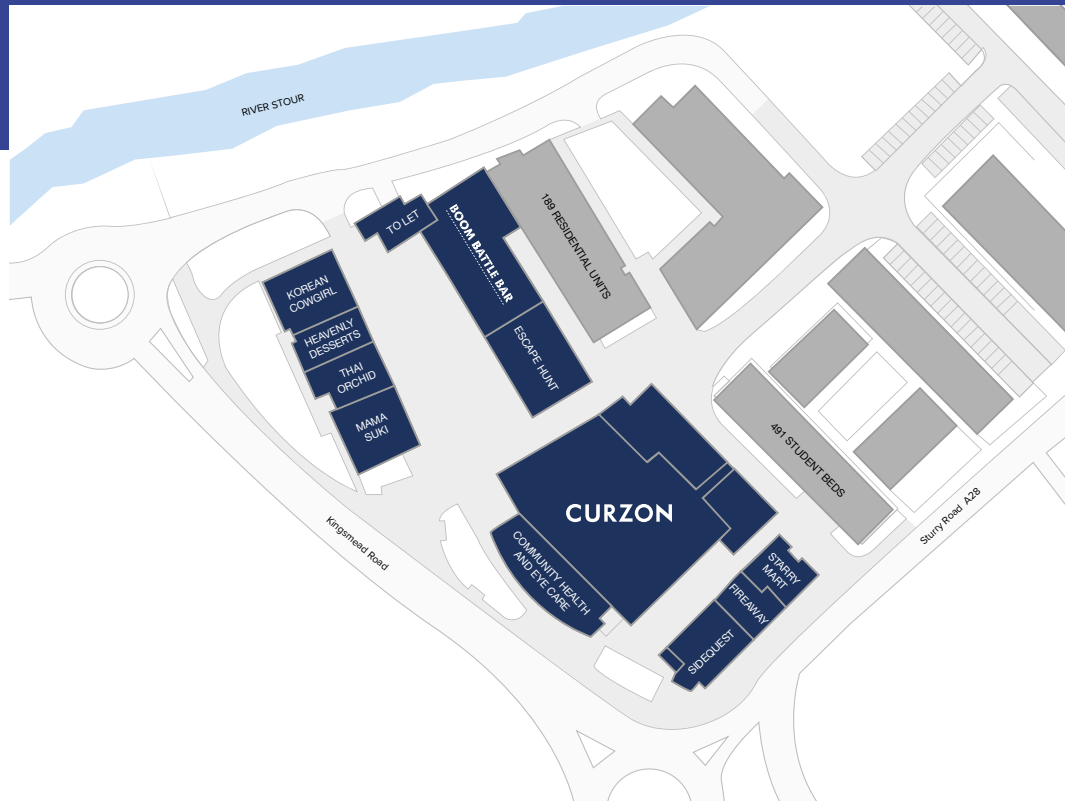 RIVER STOUR
TO LET
BOOM BATTLE BAR
189 RESIDENTIAL UNITS
KOREAN
COWGIRL
HEAVENLY
DESSERTS
THAI
ORCHID
MAMA
SUKI
ESCAPE HUNT
491 STUDENT BEDS
CURZON
COMMUNITY HEALTH
AND EYE CARE
STARRY
MART
FIREAWAY
SIDEQUEST
Kingsmead Road
Sturry Road A28